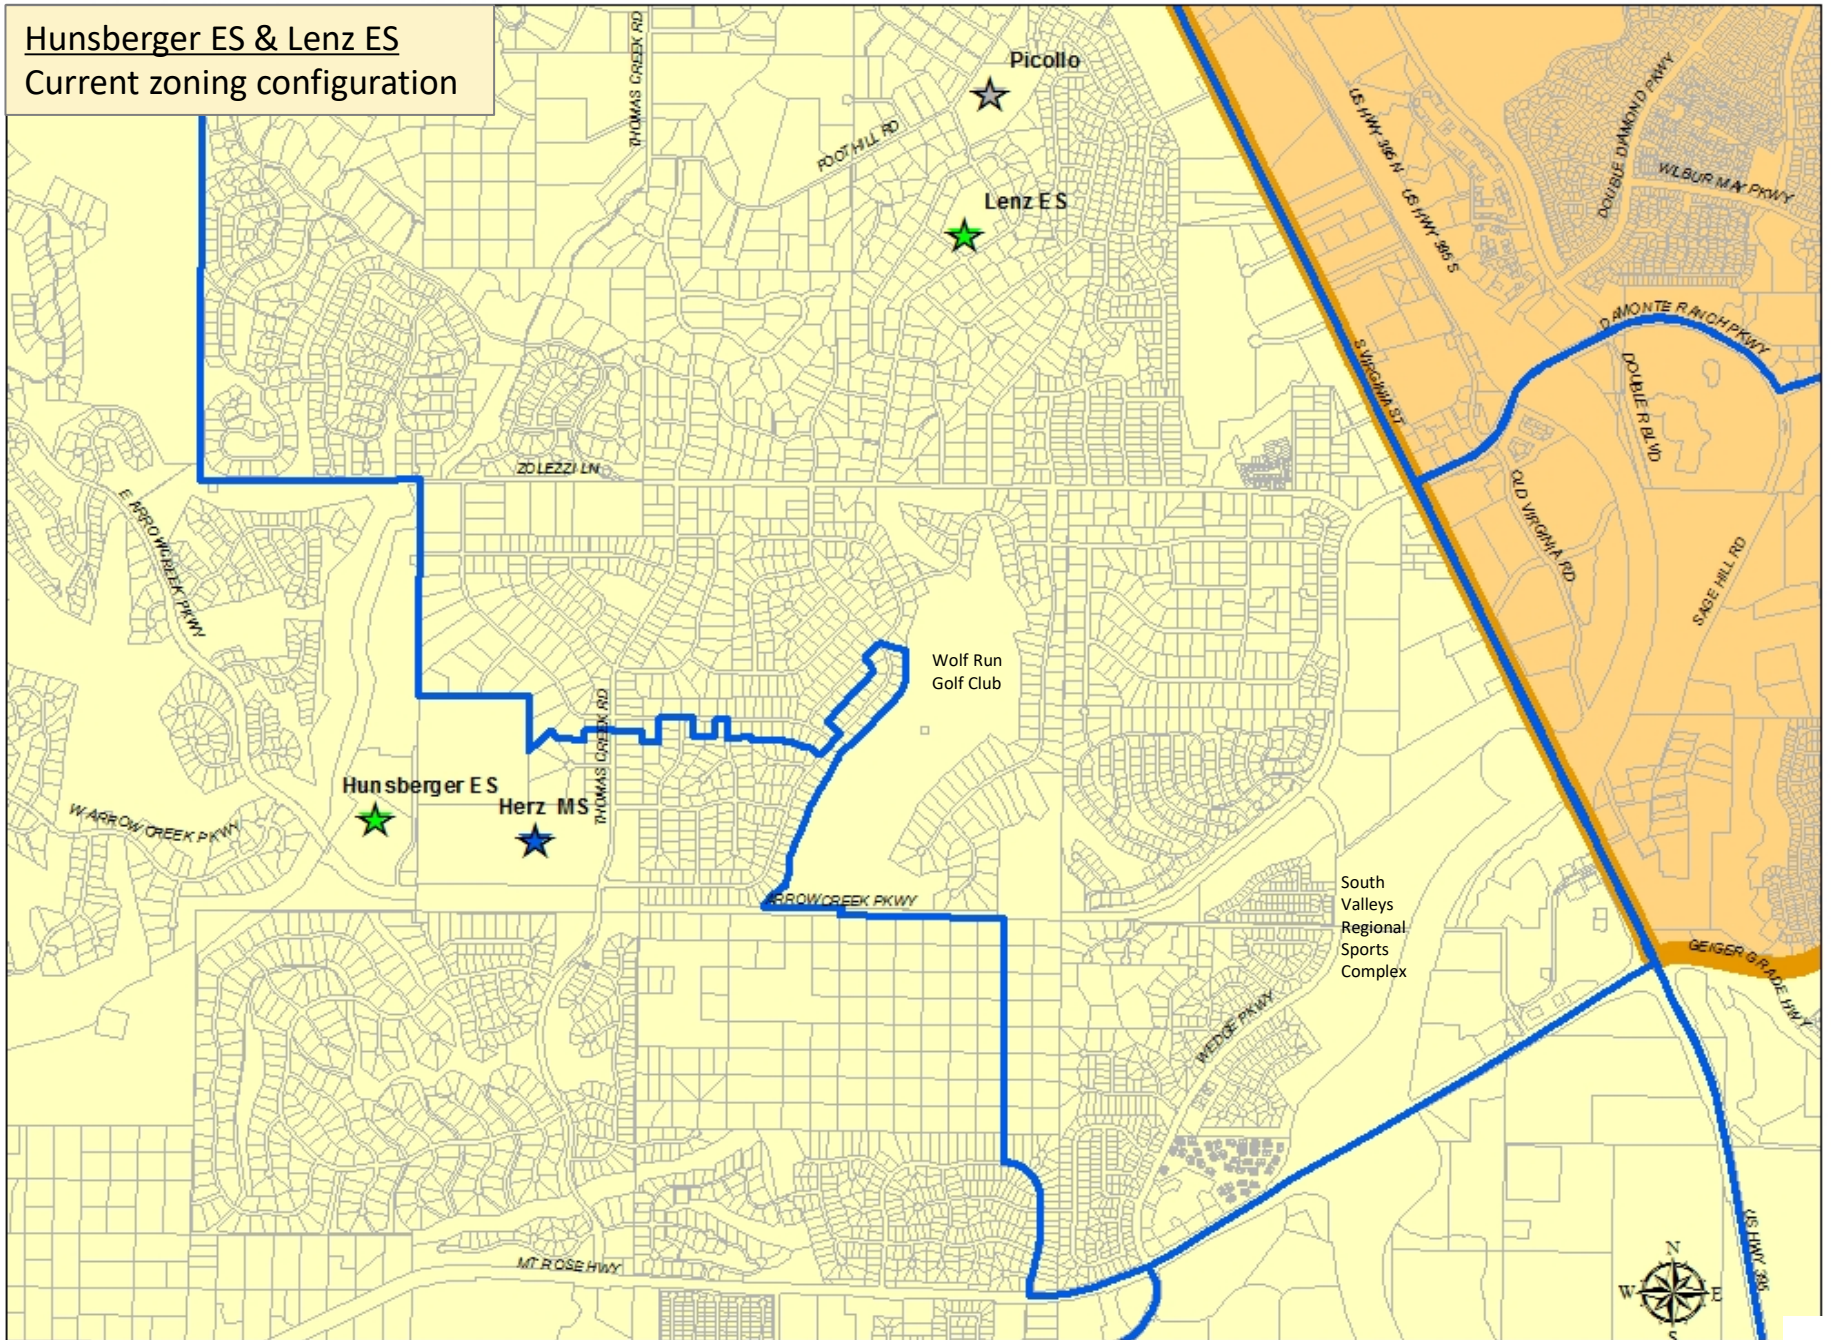 Hunsberger ES & Lenz ES
Current zoning configuration
THOMAS CREEK RD
Picollo
FOOTHILL RD
Lenz ES
US HWY 395 N
US HWY 395 S
DOUBLE DIAMOND PKWY
WILBUR MAY PKWY
DAMONTE RANCH PKWY
S VIRGINIA ST
DOUBLE R BLVD
ZOLEZZI LN
E ARROWCREEK PKWY
OLD VIRGINIA RD
SAGE HILL RD
Wolf Run
Golf Club
THOMAS CREEK RD
Hunsberger ES
Herz MS
W ARROWCREEK PKWY
ARROWCREEK PKWY
South
Valleys
Regional
Sports
Complex
GEIGER GRADE HWY
WEDGE PKWY
MT ROSE HWY
US HWY 395
N
W
E
S